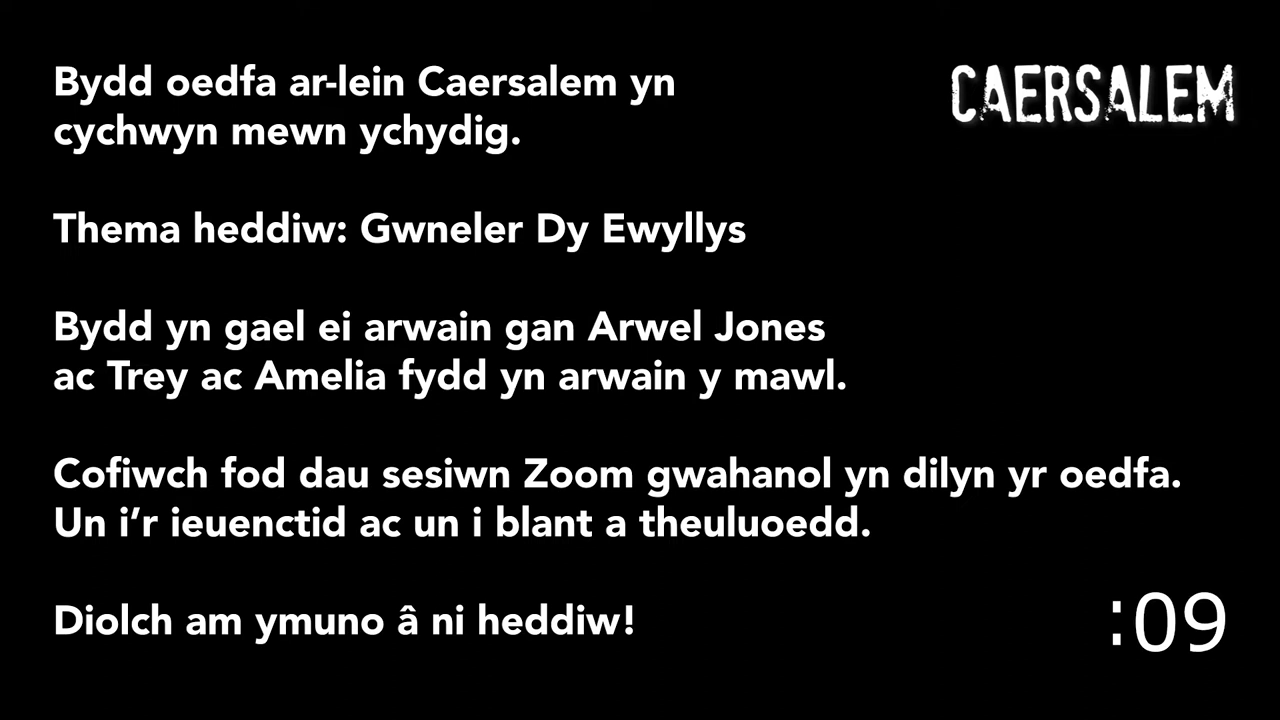 Bydd oedfa ar-lein Caersalem yn
cychwyn mewn ychydig.
CAERSALEM
Thema heddiw: Gwneler Dy Ewyllys
Bydd yn gael ei arwain gan Arwel Jones
ac Trey ac Amelia fydd yn arwain y mawl.
Cofiwch fod dau sesiwn Zoom gwahanol yn dilyn yr oedfa.
Un i’r ieuenctid ac un i blant a theuluoedd.
Diolch am ymuno â ni heddiw!
:09